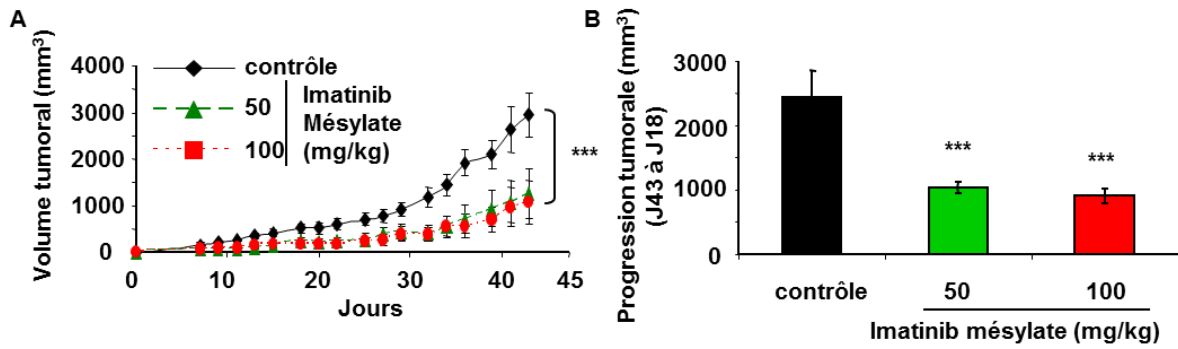 A
Volume tumoral (mm³)
4000
3000
2000
1000
0
contrôle
50
100
Imatinib
Mésylate
(mg/kg)
***
0
10
20
30
45
Jours
B
Progression tumorale (mm³)
(J43 à J18)
3000
2000
1000
0
***
***
contrôle
50
100
Imatinib mésylate (mg/kg)